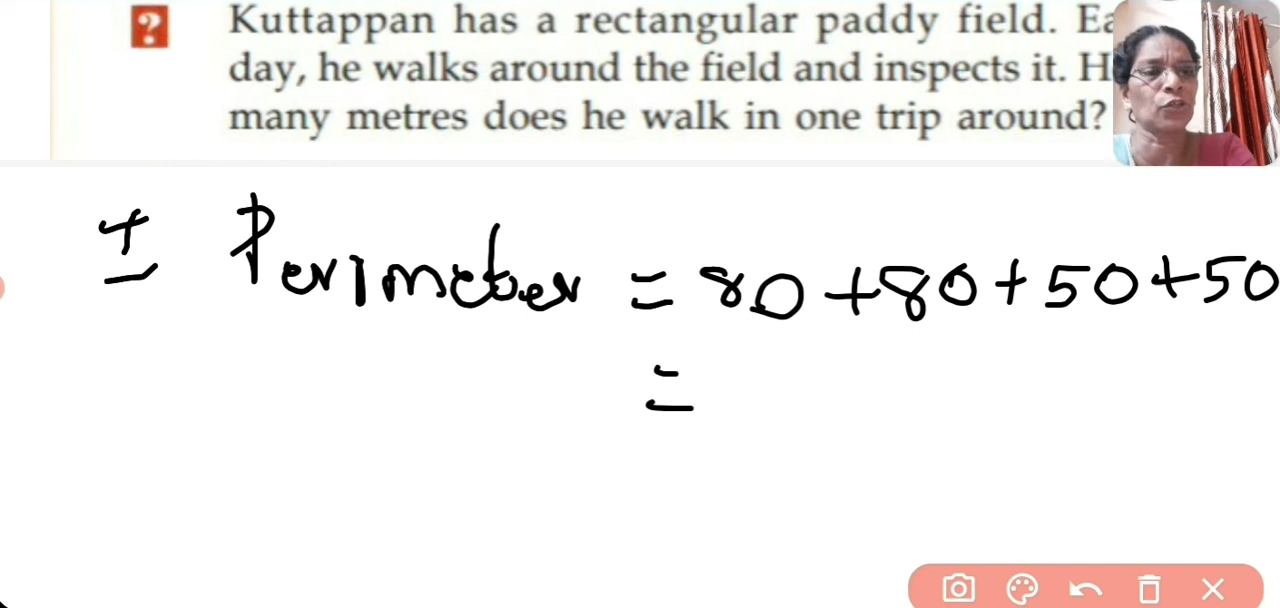 ? Kuttappan has a rectangular paddy field.
day, he walks around the field and inspects it.
many metres does he walk in one trip around?
± Perimeter = 80+80+50+50
=